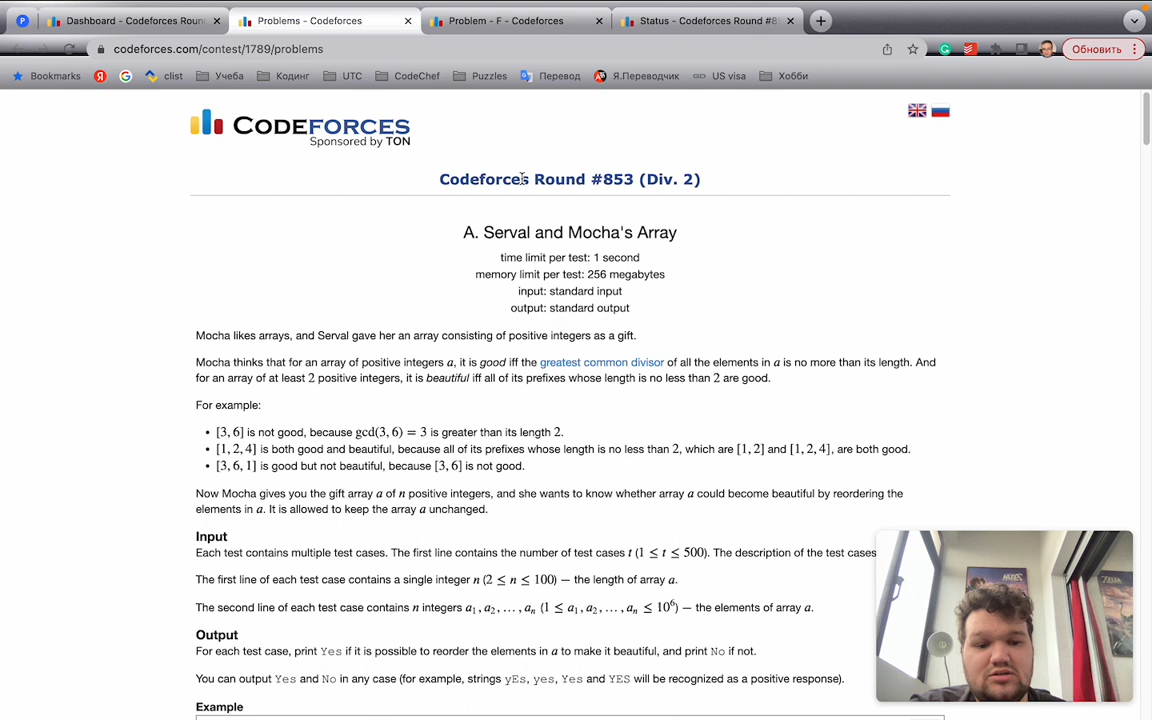 Dashboard - Codeforces Roun
Problems - Codeforces
Problem - F - Codeforces
Status - Codeforces Round #8
codeforces.com/contest/1789/problems
Обновить
Bookmarks
clist
Учеба
Кодинг
UTC
CodeChef
Puzzles
Перевод
Я.Переводчик
US visa
Хобби
CODEFORCES
Sponsored by TON
Codeforces Round #853 (Div. 2)
A. Serval and Mocha's Array
time limit per test: 1 second
memory limit per test: 256 megabytes
input: standard input
output: standard output
Mocha likes arrays, and Serval gave her an array consisting of positive integers as a gift.
Mocha thinks that for an array of positive integers a, it is good iff the greatest common divisor of all the elements in a is no more than its length. And
for an array of at least 2 positive integers, it is beautiful iff all of its prefixes whose length is no less than 2 are good.
For example:
• [3, 6] is not good, because gcd(3, 6) = 3 is greater than its length 2.
• [1, 2, 4] is both good and beautiful, because all of its prefixes whose length is no less than 2, which are [1, 2] and [1, 2, 4], are both good.
• [3, 6, 1] is good but not beautiful, because [3, 6] is not good.
Now Mocha gives you the gift array a of n positive integers, and she wants to know whether array a could become beautiful by reordering the
elements in a. It is allowed to keep the array a unchanged.
Input
Each test contains multiple test cases. The first line contains the number of test cases t (1 ≤ t ≤ 500). The description of the test cases
The first line of each test case contains a single integer n (2 ≤ n ≤ 100) — the length of array a.
The second line of each test case contains n integers a₁, a₂, … , aₙ (1 ≤ a₁, a₂, … , aₙ ≤ 10⁶) — the elements of array a.
Output
For each test case, print Yes if it is possible to reorder the elements in a to make it beautiful, and print No if not.
You can output Yes and No in any case (for example, strings yEs, yes, Yes and YES will be recognized as a positive response).
Example